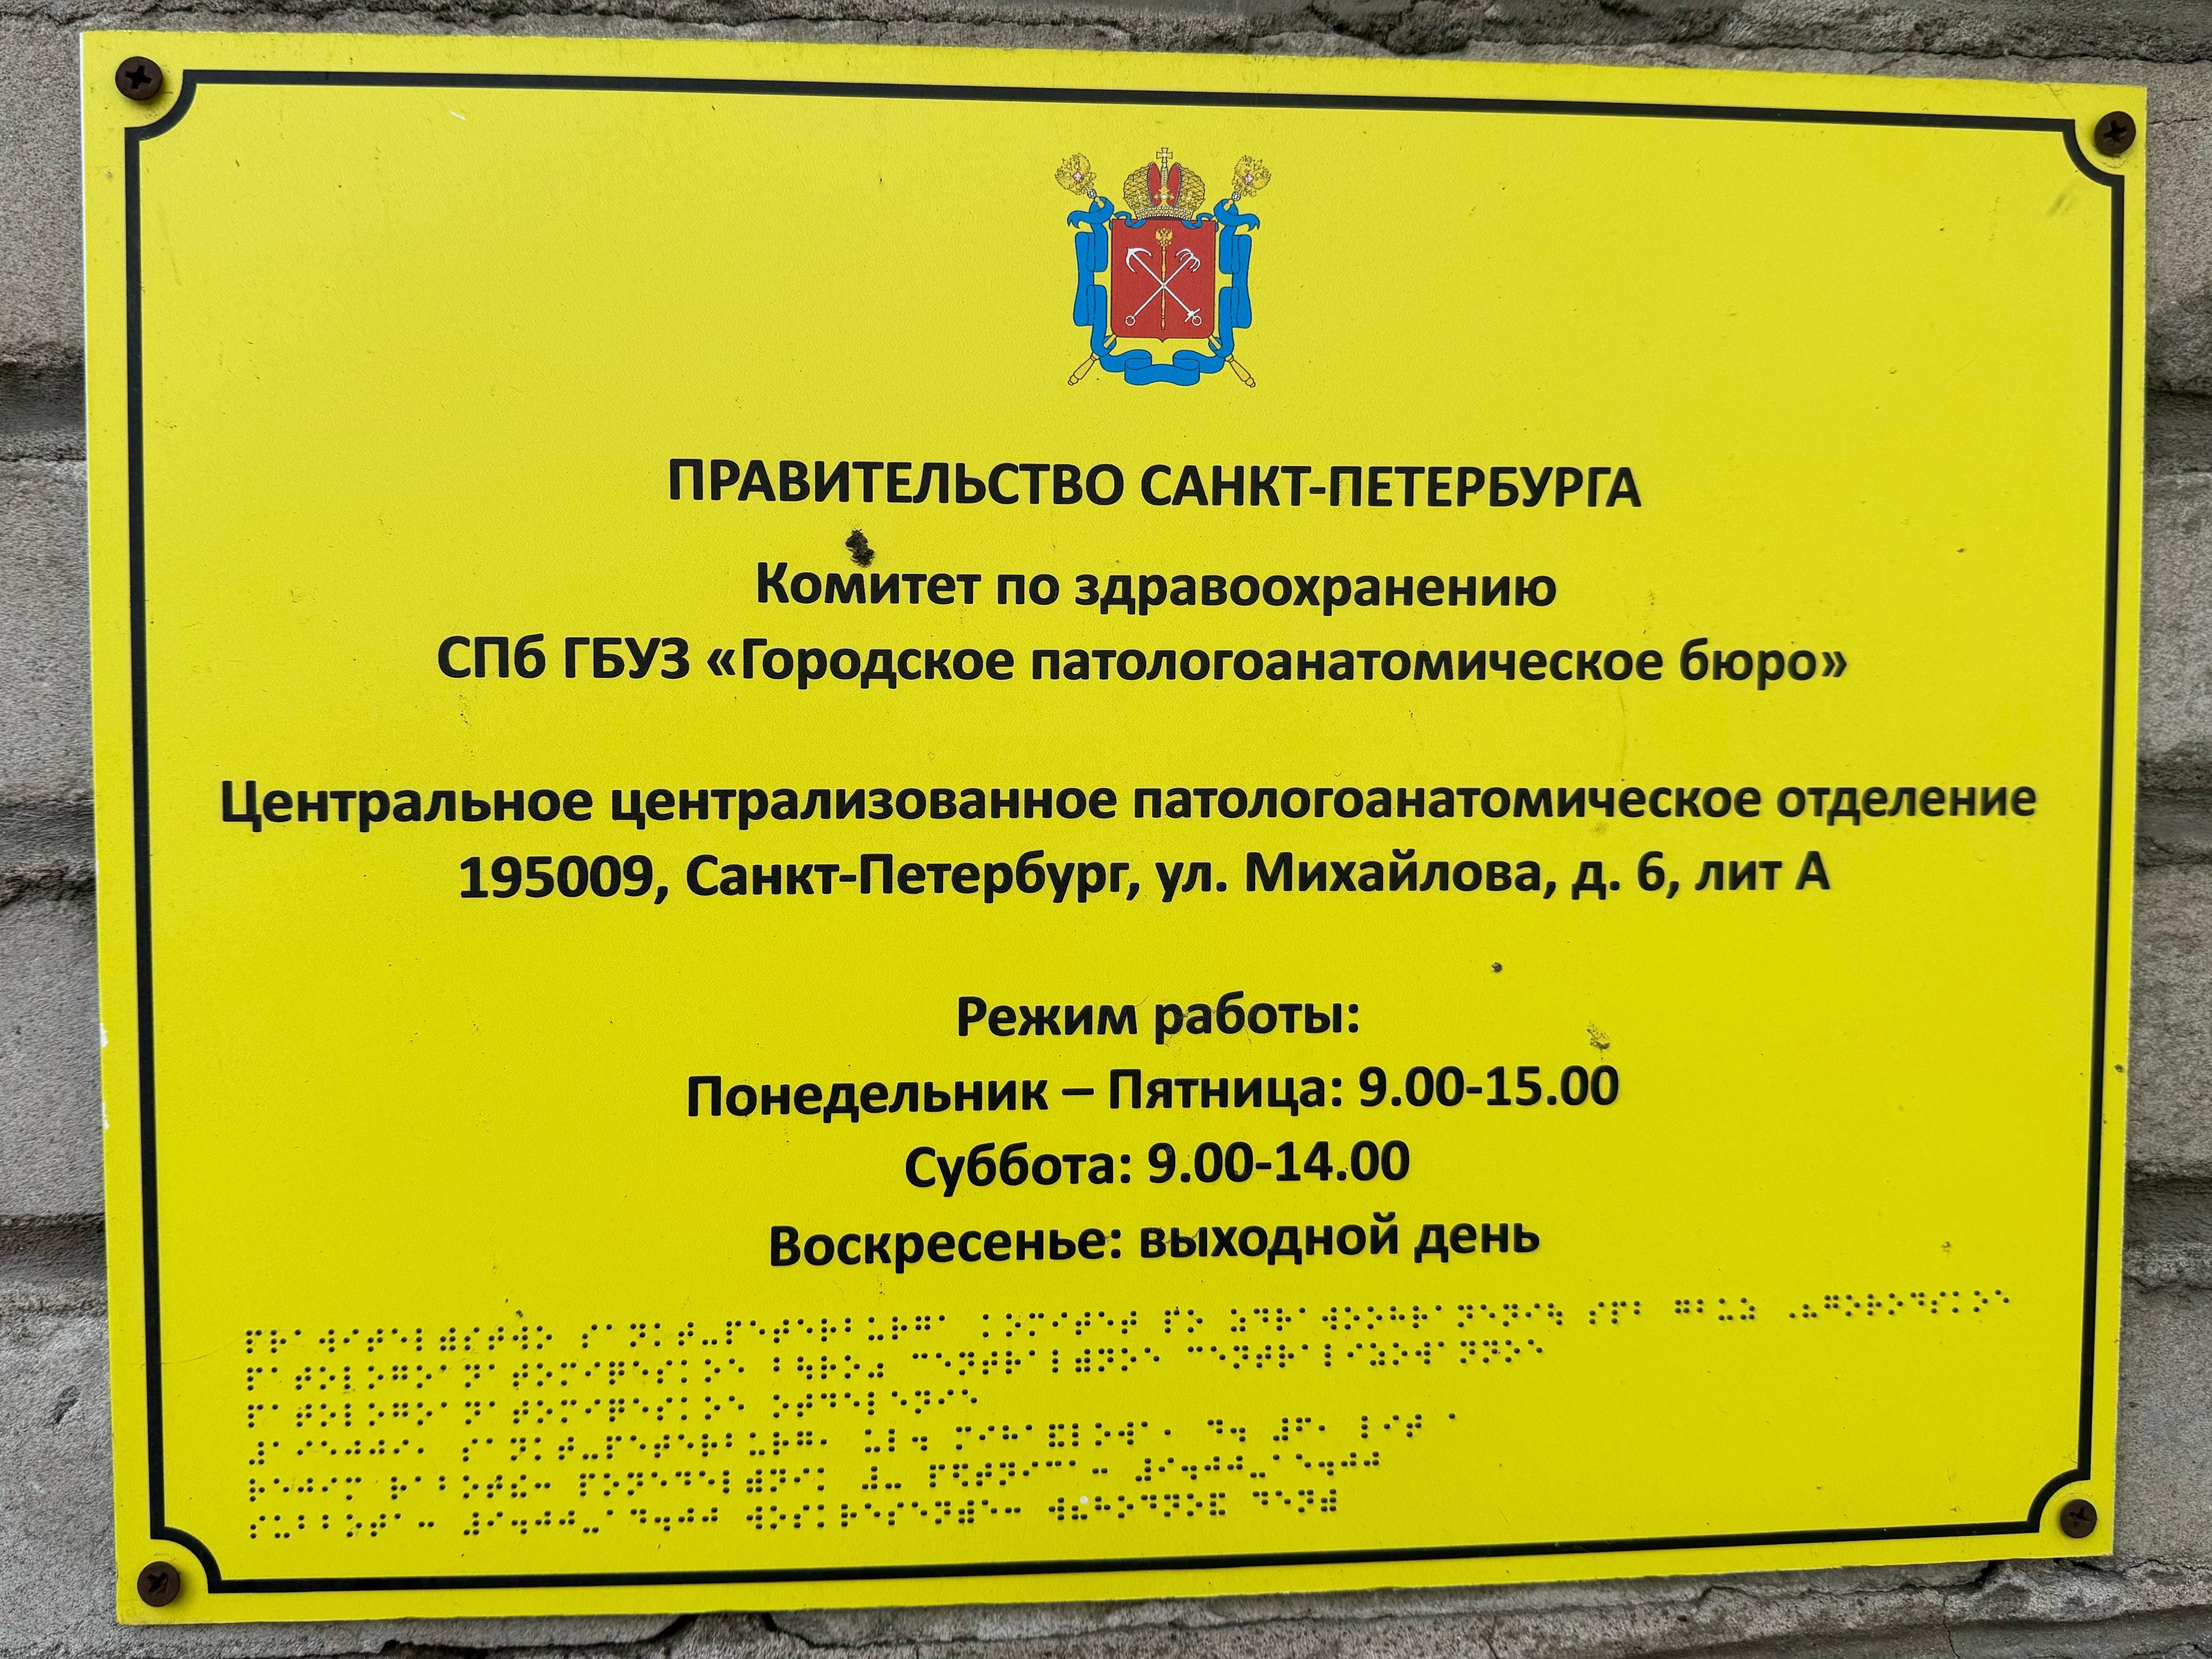 ПРАВИТЕЛЬСТВО САНКТ-ПЕТЕРБУРГА
Комитет по здравоохранению
СПб ГБУЗ «Городское патологоанатомическое бюро»
Центральное централизованное патологоанатомическое отделение
195009, Санкт-Петербург, ул. Михайлова, д. 6, лит А
Режим работы:
Понедельник – Пятница: 9.00-15.00
Суббота: 9.00-14.00
Воскресенье: выходной день